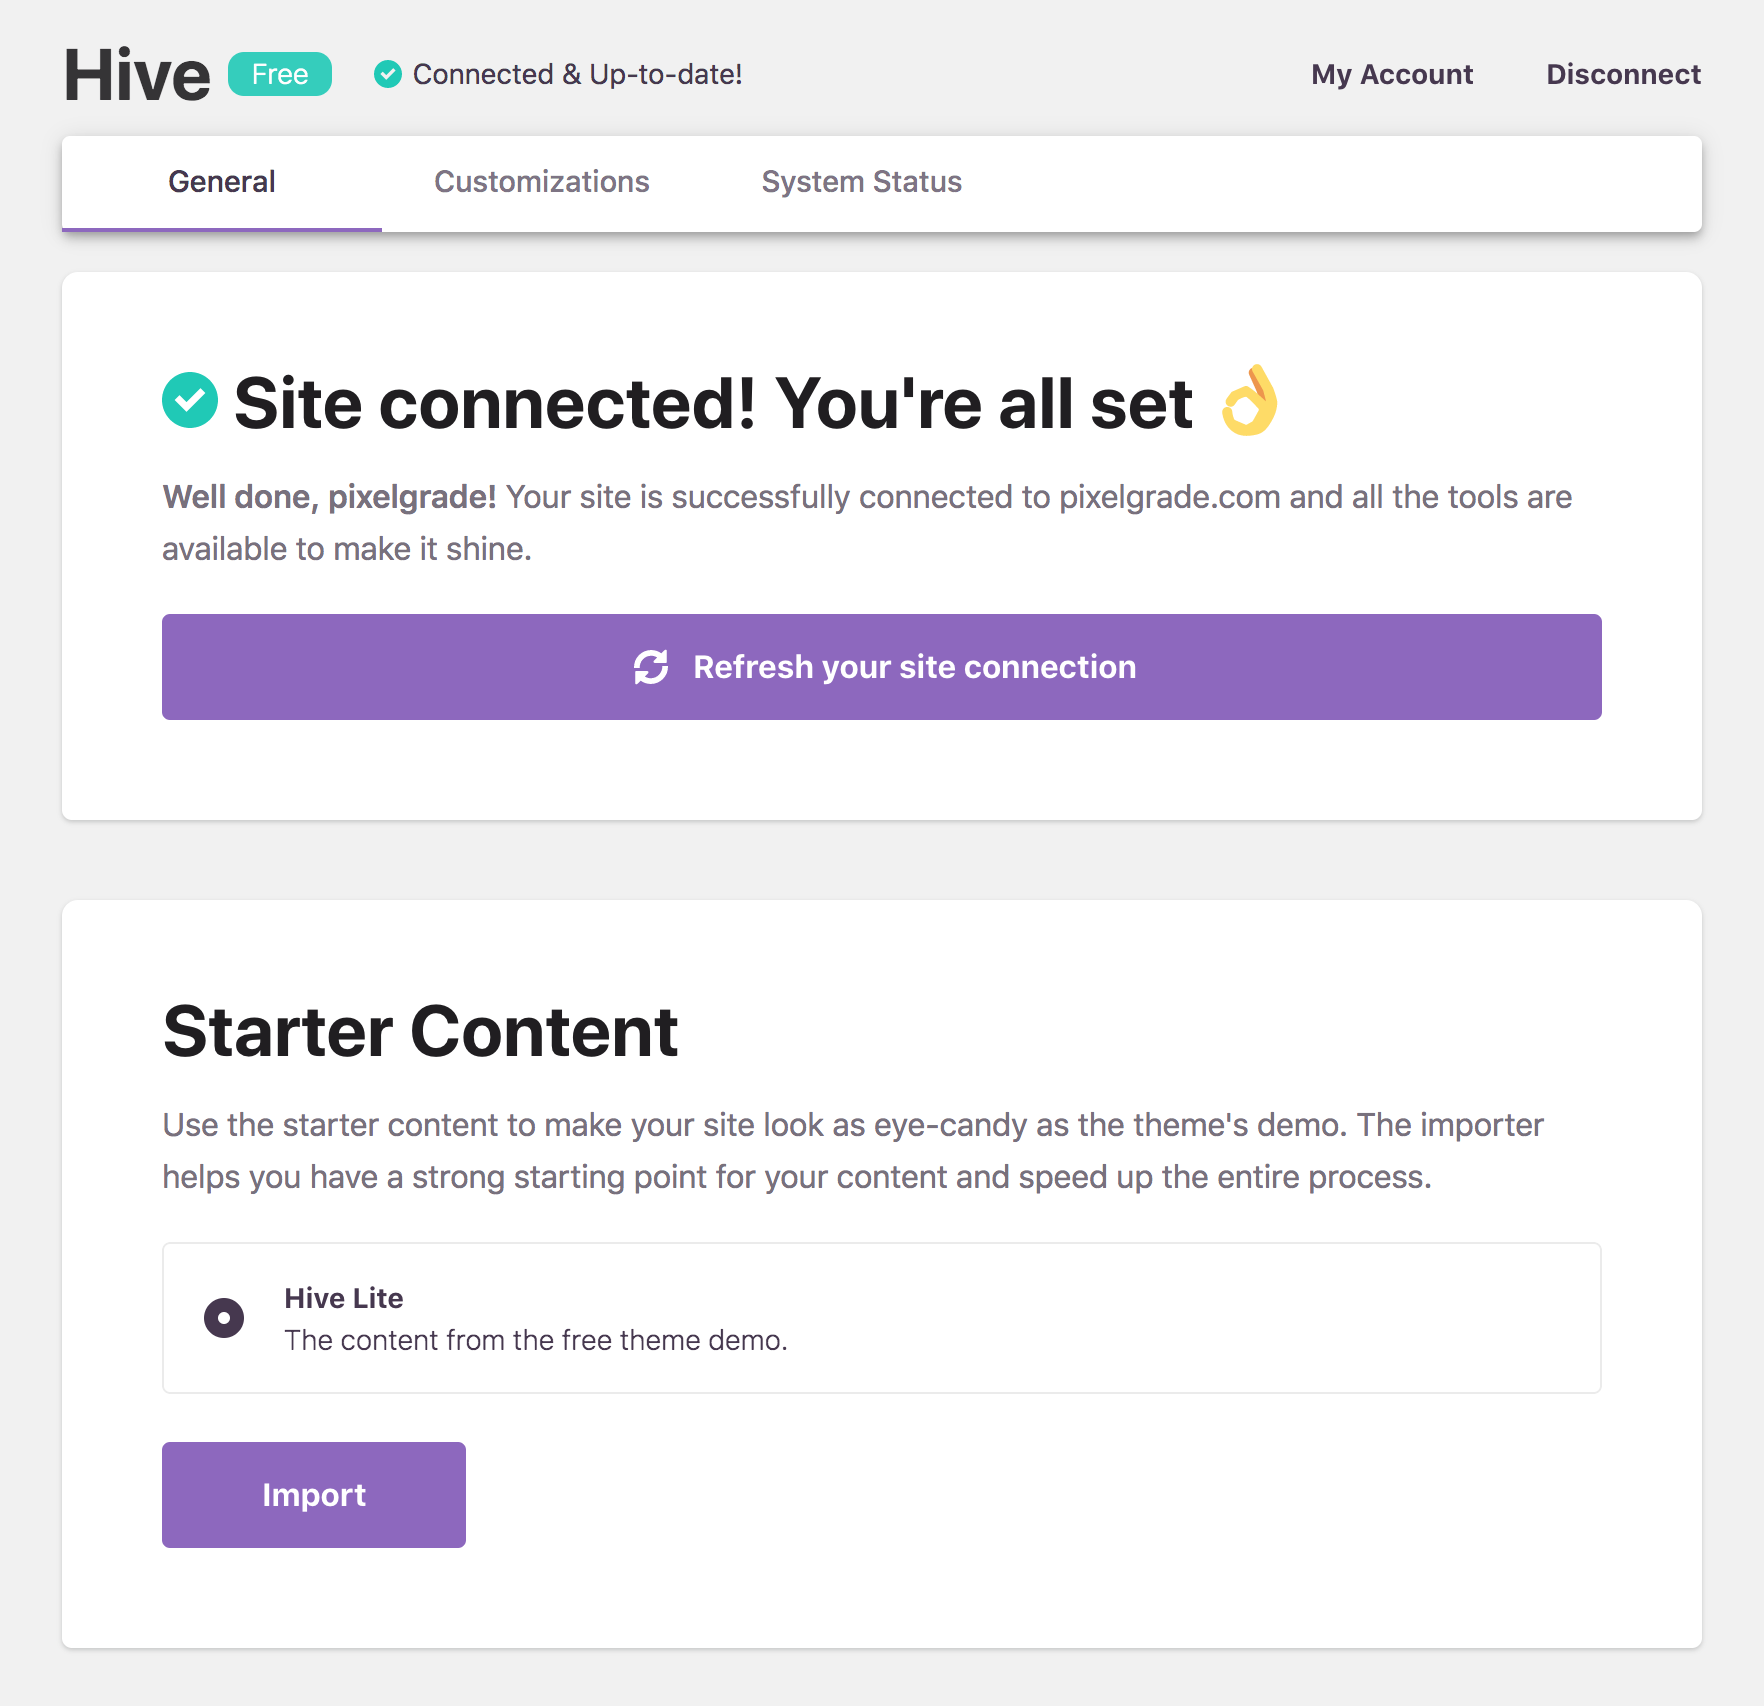 Hive Free Connected & Up-to-date! My Account Disconnect
General Customizations System Status
Site connected! You're all set 👌
Well done, pixelgrade! Your site is successfully connected to pixelgrade.com and all the tools are
available to make it shine.
Refresh your site connection
Starter Content
Use the starter content to make your site look as eye-candy as the theme's demo. The importer
helps you have a strong starting point for your content and speed up the entire process.
Hive Lite
The content from the free theme demo.
Import